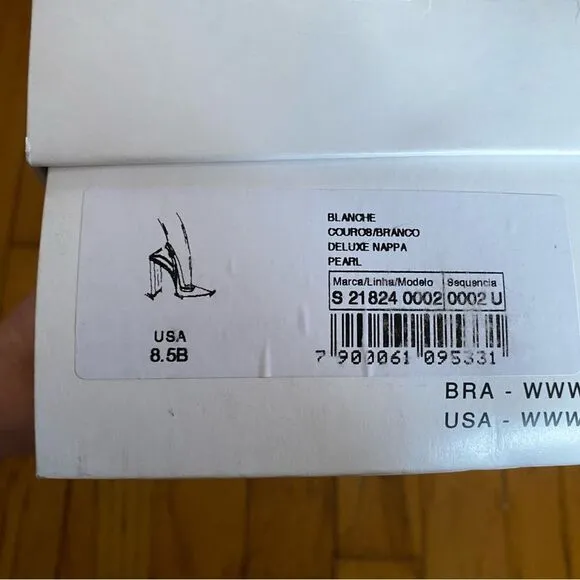 BLANCHE
COUROS/BRANCO
DELUXE NAPPA
PEARL
Marca/Linha/Modelo Sequencia
S 21824 0002 0002 U
7 900061 095331
USA
8.5B
BRA - WWW
USA - WWW